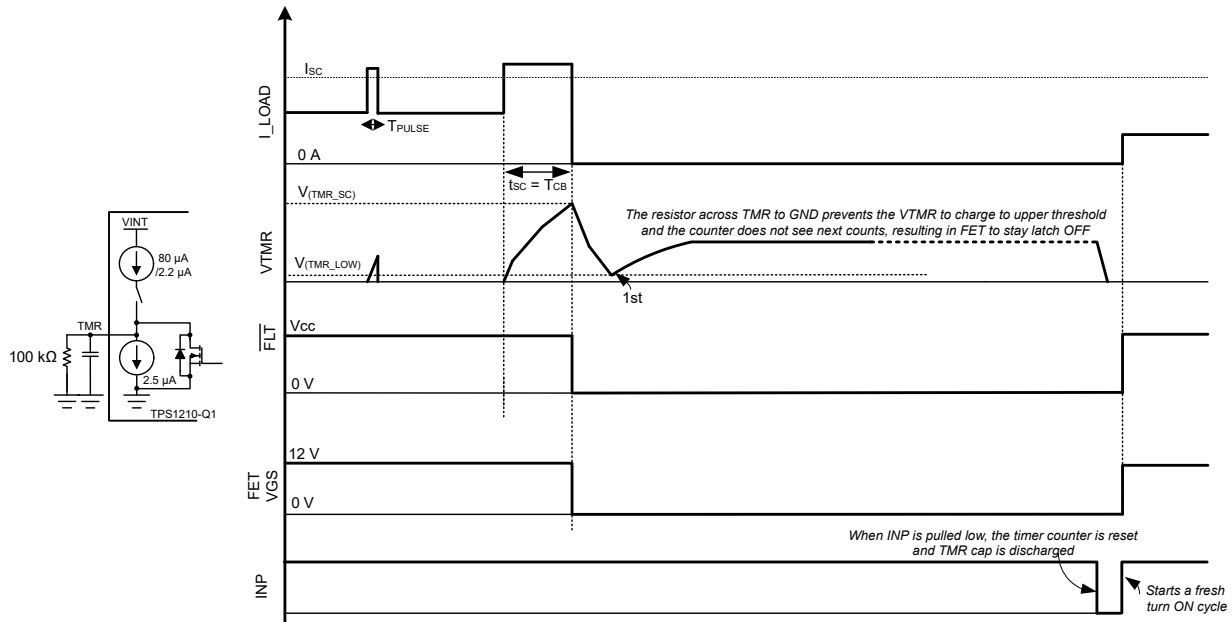 I_LOAD
ISC
TPULSE
0 A
tSC = TCB
VTMR
V(TMR_SC)
V(TMR_LOW)
The resistor across TMR to GND prevents the VTMR to charge to upper threshold
and the counter does not see next counts, resulting in FET to stay latch OFF
1st
VINT
80 µA
/2.2 µA
TMR
100 kΩ
2.5 µA
TPS1210-Q1
FLT
Vcc
0 V
FET
VGS
12 V
0 V
When INP is pulled low, the timer counter is reset
and TMR cap is discharged
INP
Starts a fresh
turn ON cycle